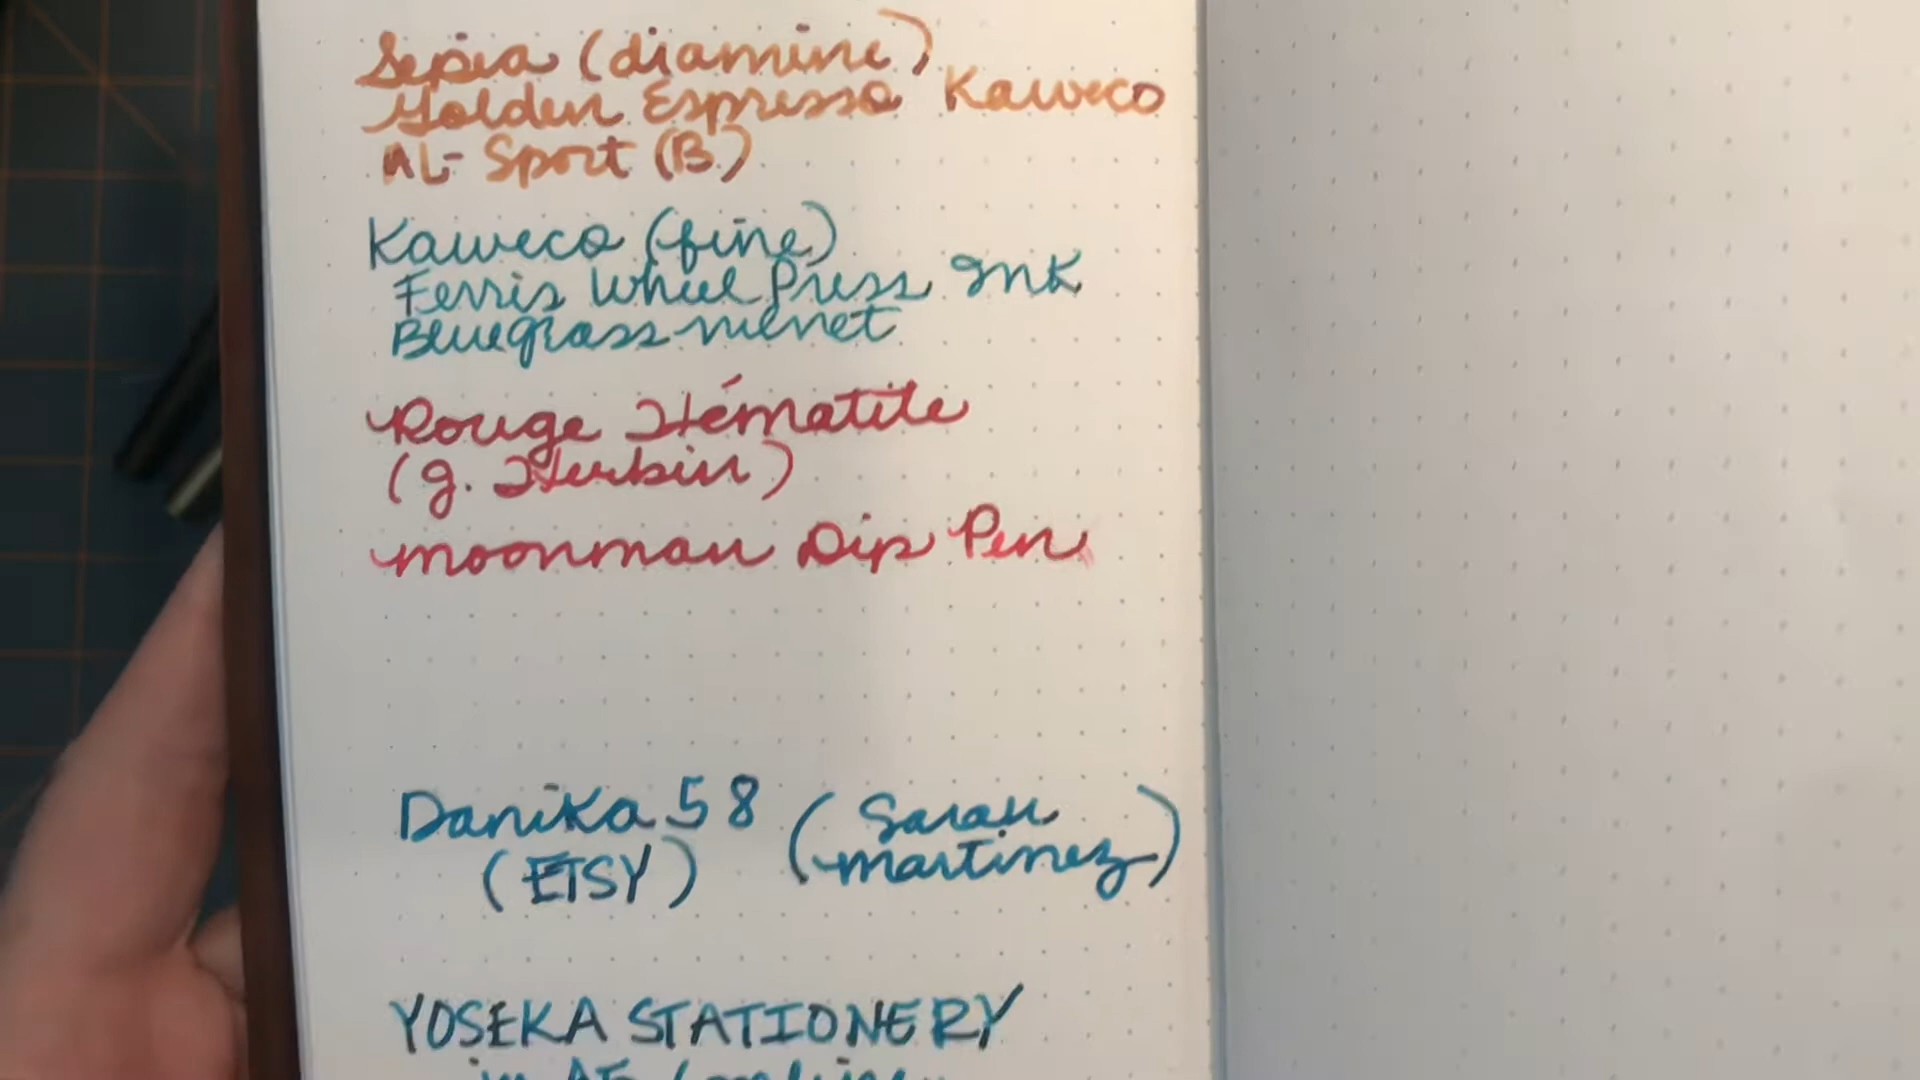 Sepia (diamine)
Golden Espresso Kaweco
AL-Sport (B)
Kaweco (fine)
Ferris Wheel Press Ink
Bluegrass velvet
Rouge Hématite
(J. Herbin)
moonman Dip Pen
Danika 58 (Sarah
martinez)
(ETSY)
YOSEKA STATIONERY
in